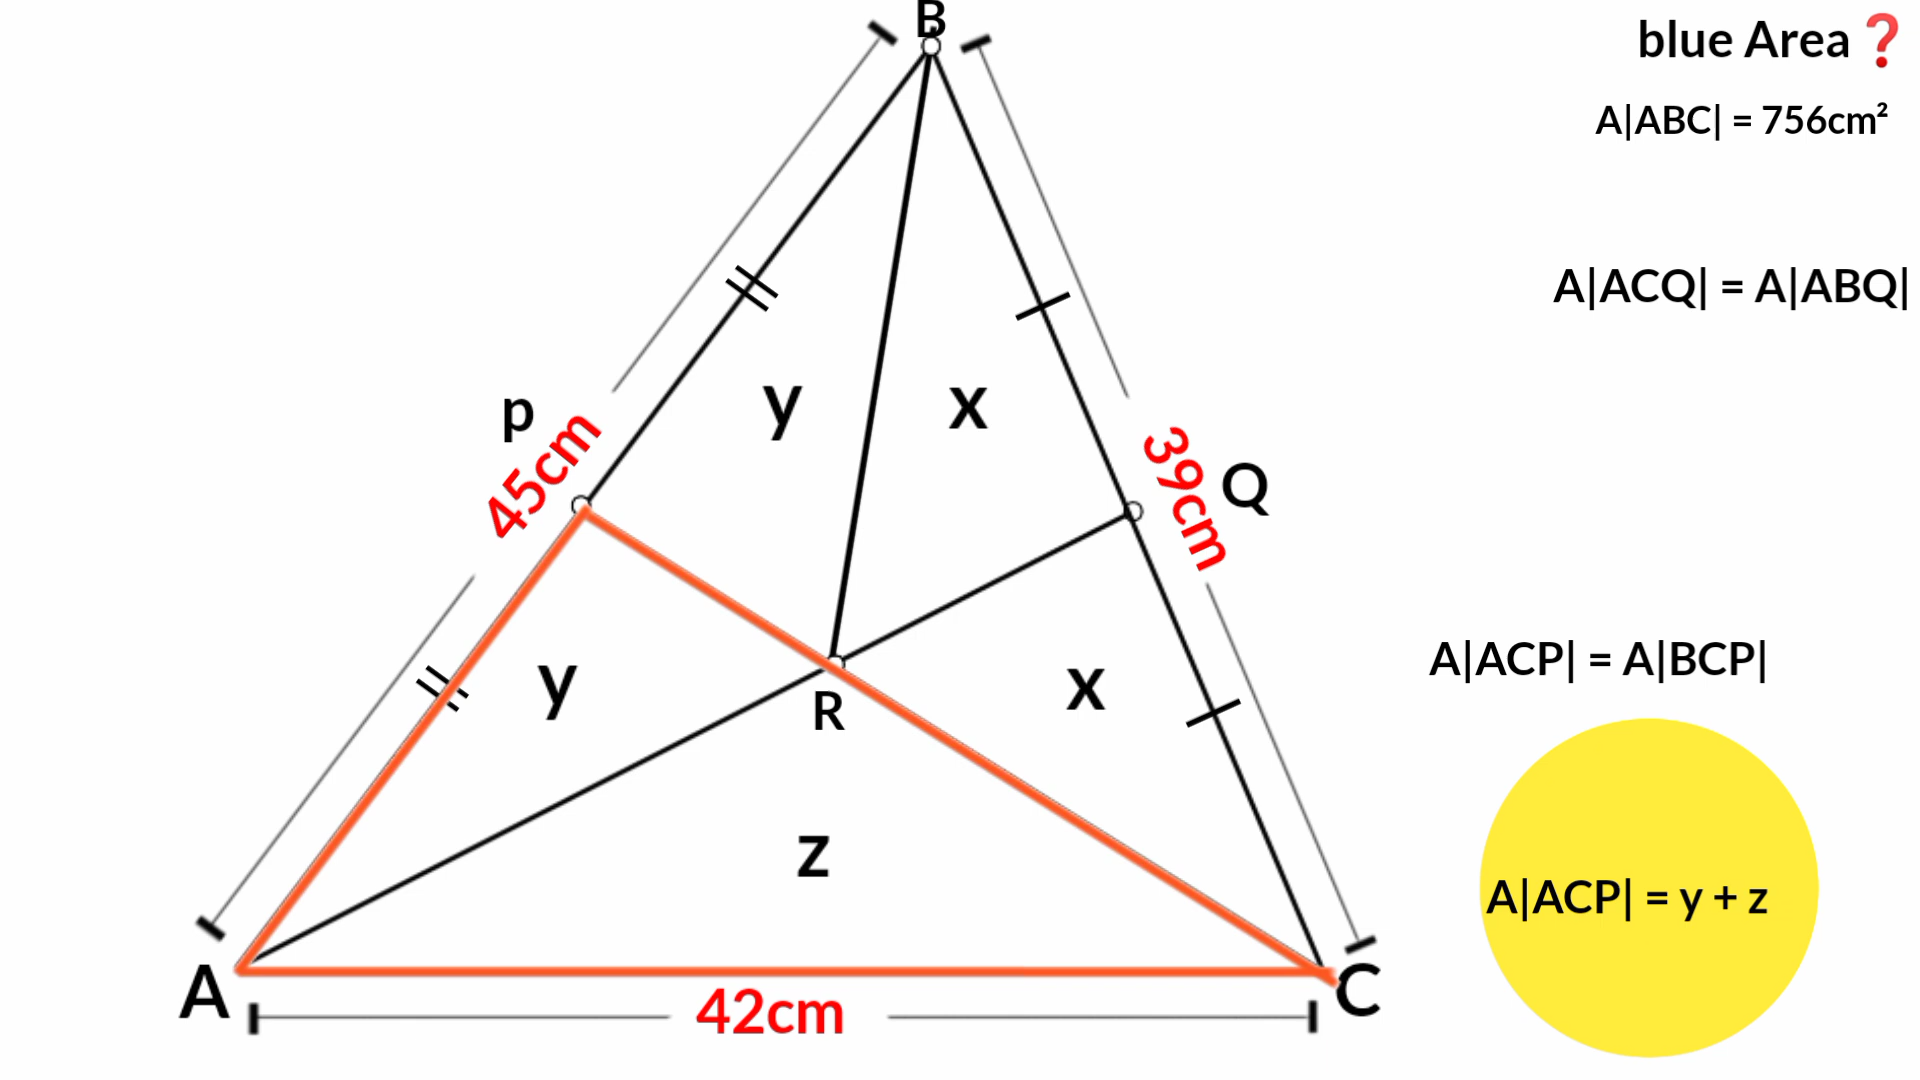 B
blue Area❓
A|ABC| = 756cm²
A|ACQ| = A|ABQ|
y
x
p
45cm
39cm
Q
A|ACP| = A|BCP|
y
x
R
z
A|ACP| = y + z
A
C
42cm